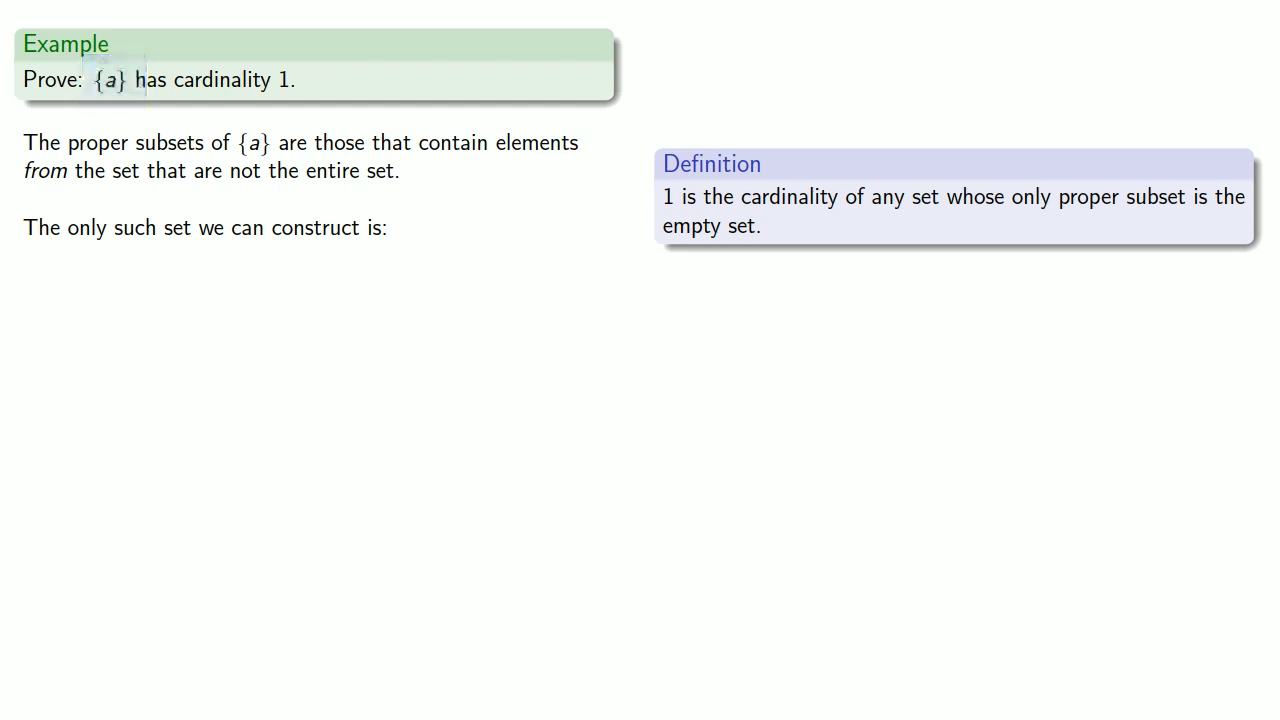 Example
Prove: {a} has cardinality 1.
The proper subsets of {a} are those that contain elements
from the set that are not the entire set.
The only such set we can construct is:
Definition
1 is the cardinality of any set whose only proper subset is the
empty set.